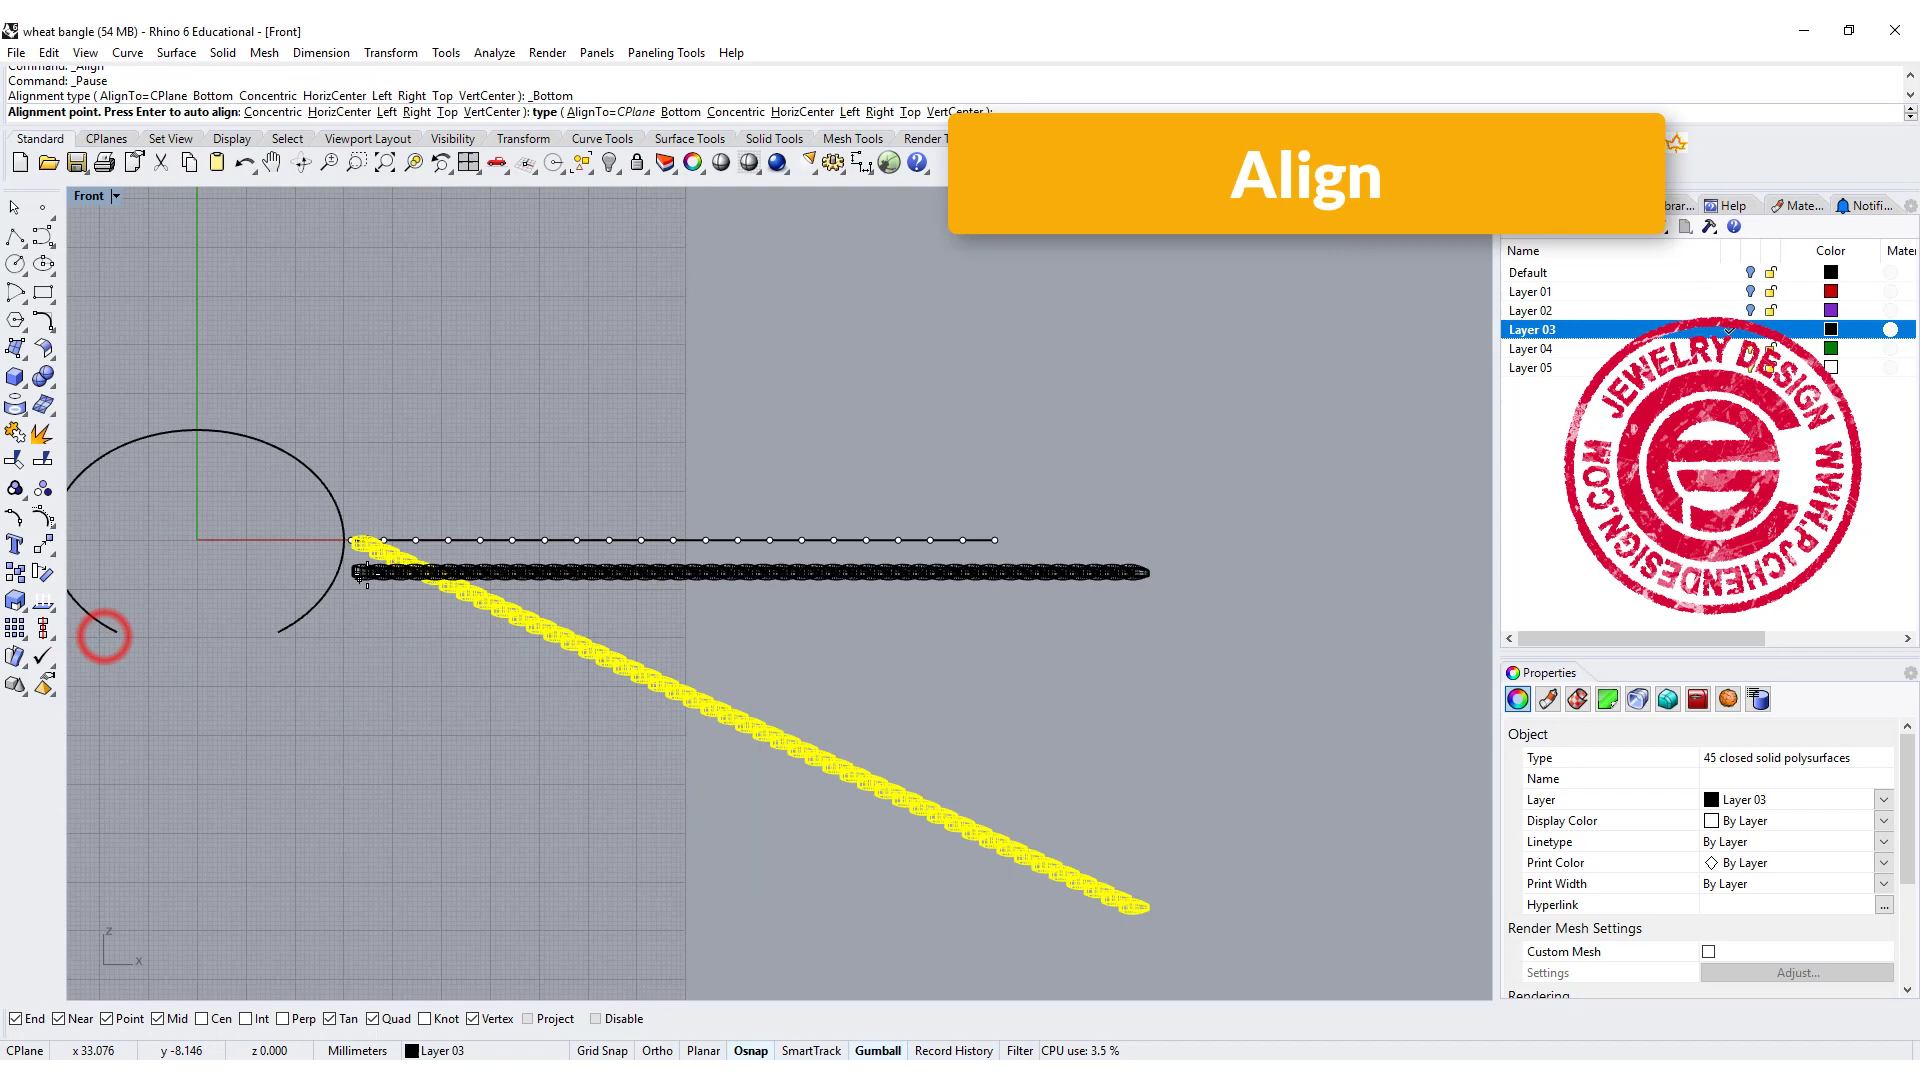 wheat bangle (54 MB) - Rhino 6 Educational - [Front]
File Edit View Curve Surface Solid Mesh Dimension Transform Tools Analyze Render Panels Paneling Tools Help
Command: _Align
Command: _Pause
Alignment type ( AlignTo=CPlane Bottom Concentric HorizCenter Left Right Top VertCenter ): _Bottom
Alignment point. Press Enter to auto align: Concentric HorizCenter Left Right Top VertCenter ): type ( AlignTo=CPlane Bottom Concentric HorizCenter Left Right Top VertCenter ):
Standard CPlanes Set View Display Select Viewport Layout Visibility Transform Curve Tools Surface Tools Solid Tools Mesh Tools Render T
Align
Front
brar... Help Mate... Notifi...
Name Color Mater
Default
Layer 01
Layer 02
Layer 03
Layer 04
Layer 05
JEWELRY DESIGN WWW.PJCHENDESIGN.COM
Properties
Object
Type 45 closed solid polysurfaces
Name
Layer Layer 03
Display Color By Layer
Linetype By Layer
Print Color By Layer
Print Width By Layer
Hyperlink ...
Render Mesh Settings
Custom Mesh
Settings Adjust...
Rendering
z
x
End Near Point Mid Cen Int Perp Tan Quad Knot Vertex Project Disable
CPlane x 33.076 y -8.146 z 0.000 Millimeters Layer 03 Grid Snap Ortho Planar Osnap SmartTrack Gumball Record History Filter CPU use: 3.5 %